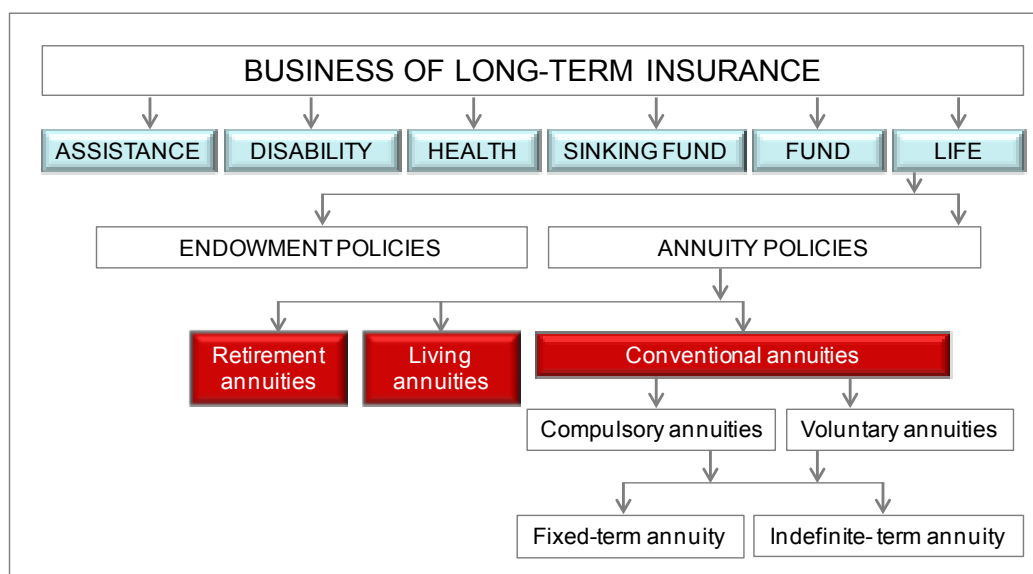 BUSINESS OF LONG-TERM INSURANCE
ASSISTANCE
DISABILITY
HEALTH
SINKING FUND
FUND
LIFE
ENDOWMENT POLICIES
ANNUITY POLICIES
Retirement
annuities
Living
annuities
Conventional annuities
Compulsory annuities
Voluntary annuities
Fixed-term annuity
Indefinite- term annuity